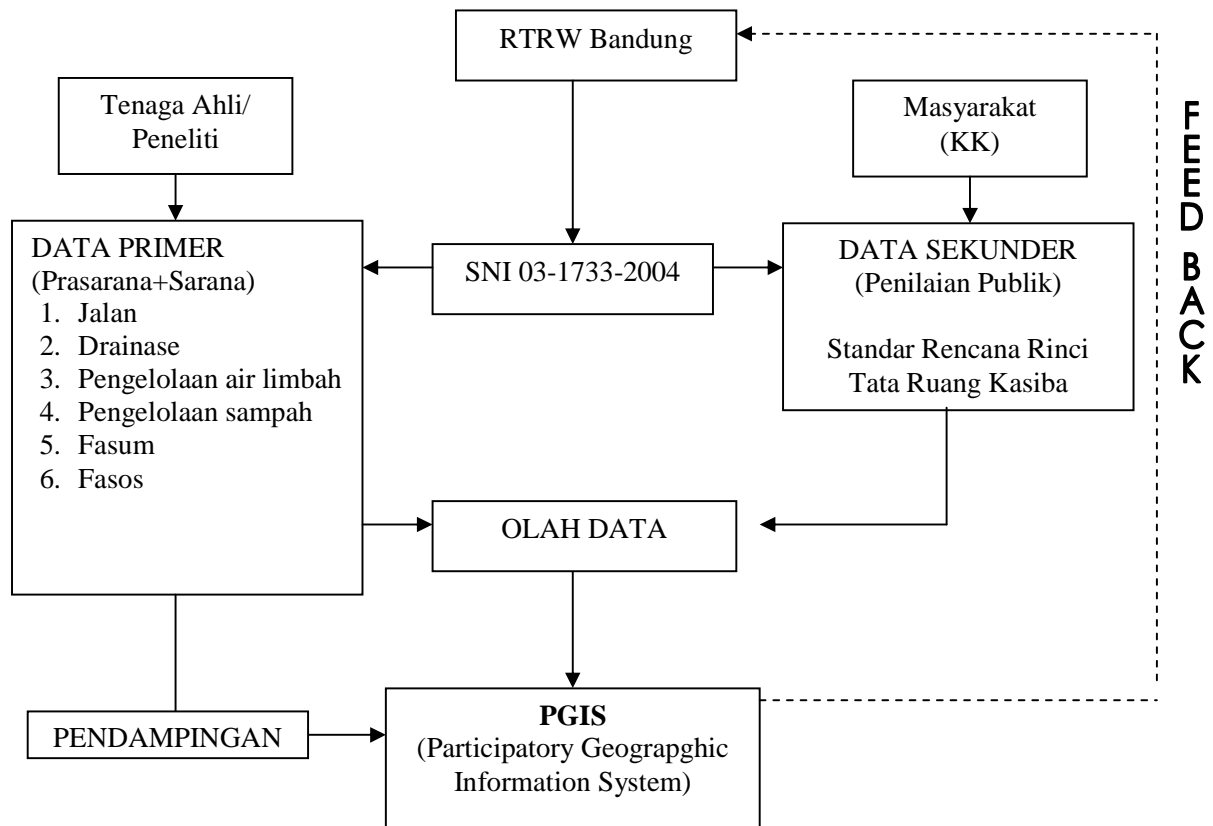 RTRW Bandung
Tenaga Ahli/
Peneliti
Masyarakat
(KK)
FEED BACK
DATA PRIMER
(Prasarana+Sarana)
1. Jalan
2. Drainase
3. Pengelolaan air limbah
4. Pengelolaan sampah
5. Fasum
6. Fasos
SNI 03-1733-2004
DATA SEKUNDER
(Penilaian Publik)
Standar Rencana Rinci
Tata Ruang Kasiba
OLAH DATA
PENDAMPINGAN
PGIS
(Participatory Geograpghic
Information System)